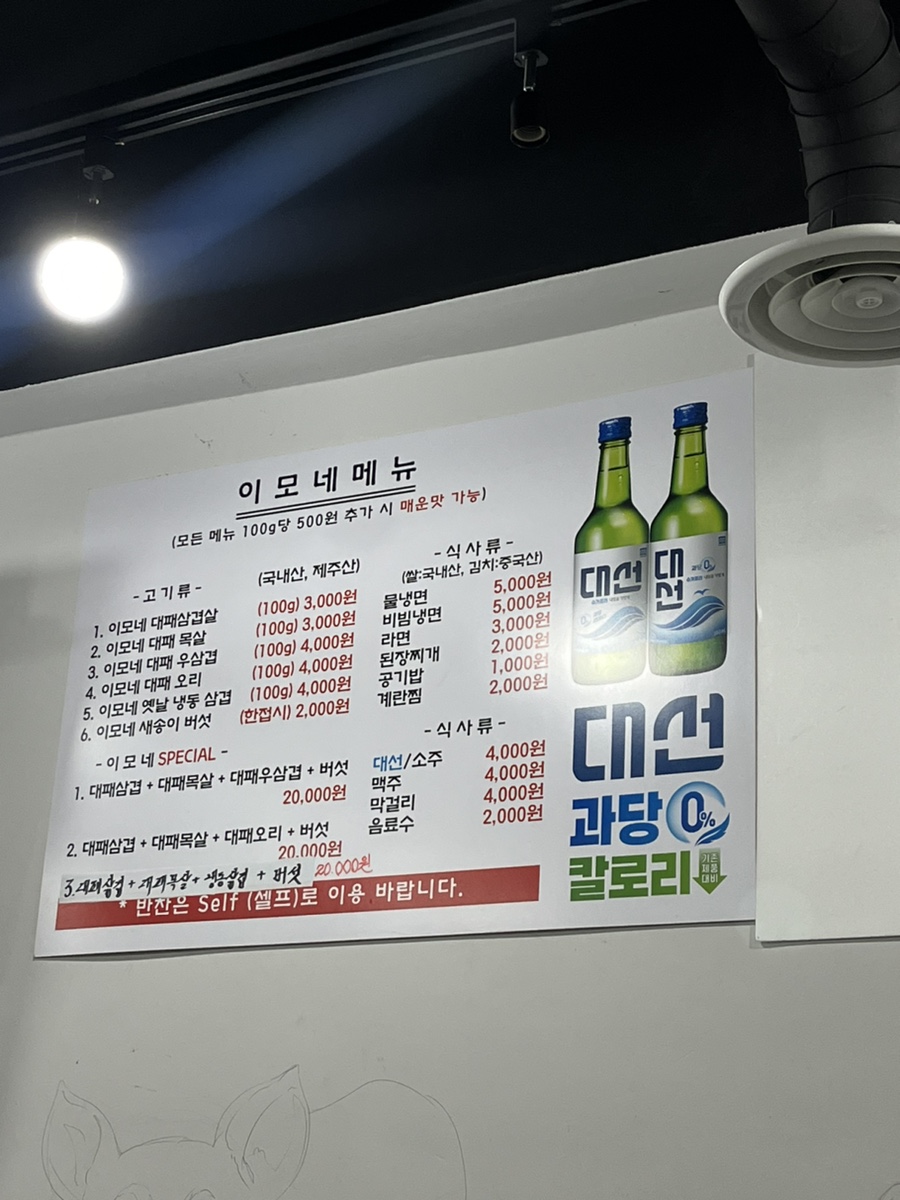 이모네메뉴
(모든 메뉴 100g당 500원 추가 시 매운맛 가능)
-고기류- (국내산, 제주산)
1. 이모네 대패삼겹살 (100g) 3,000원
2. 이모네 대패 목살 (100g) 3,000원
3. 이모네 대패 우삼겹 (100g) 4,000원
4. 이모네 대패 오리 (100g) 4,000원
5. 이모네 옛날 냉동 삼겹 (100g) 4,000원
6. 이모네 새송이 버섯 (한접시) 2,000원
-이모네SPECIAL-
1. 대패삼겹 + 대패목살 + 대패우삼겹 + 버섯
20,000원
2. 대패삼겹 + 대패목살 + 대패오리 + 버섯
20,000원
3. 대패삼겹 + 대패목살 + 냉동삼겹 + 버섯 20,000원
* 반찬은 Self (셀프)로 이용 바랍니다.
-식사류-
(쌀:국내산, 김치:중국산)
물냉면 5,000원
비빔냉면 5,000원
라면 3,000원
된장찌개 2,000원
공기밥 1,000원
계란찜 2,000원
-식사류-
대선/소주 4,000원
맥주 4,000원
막걸리 4,000원
음료수 2,000원
대선
대선
과당 0%
대선
과당 0%
칼로리
기존
제품
대비